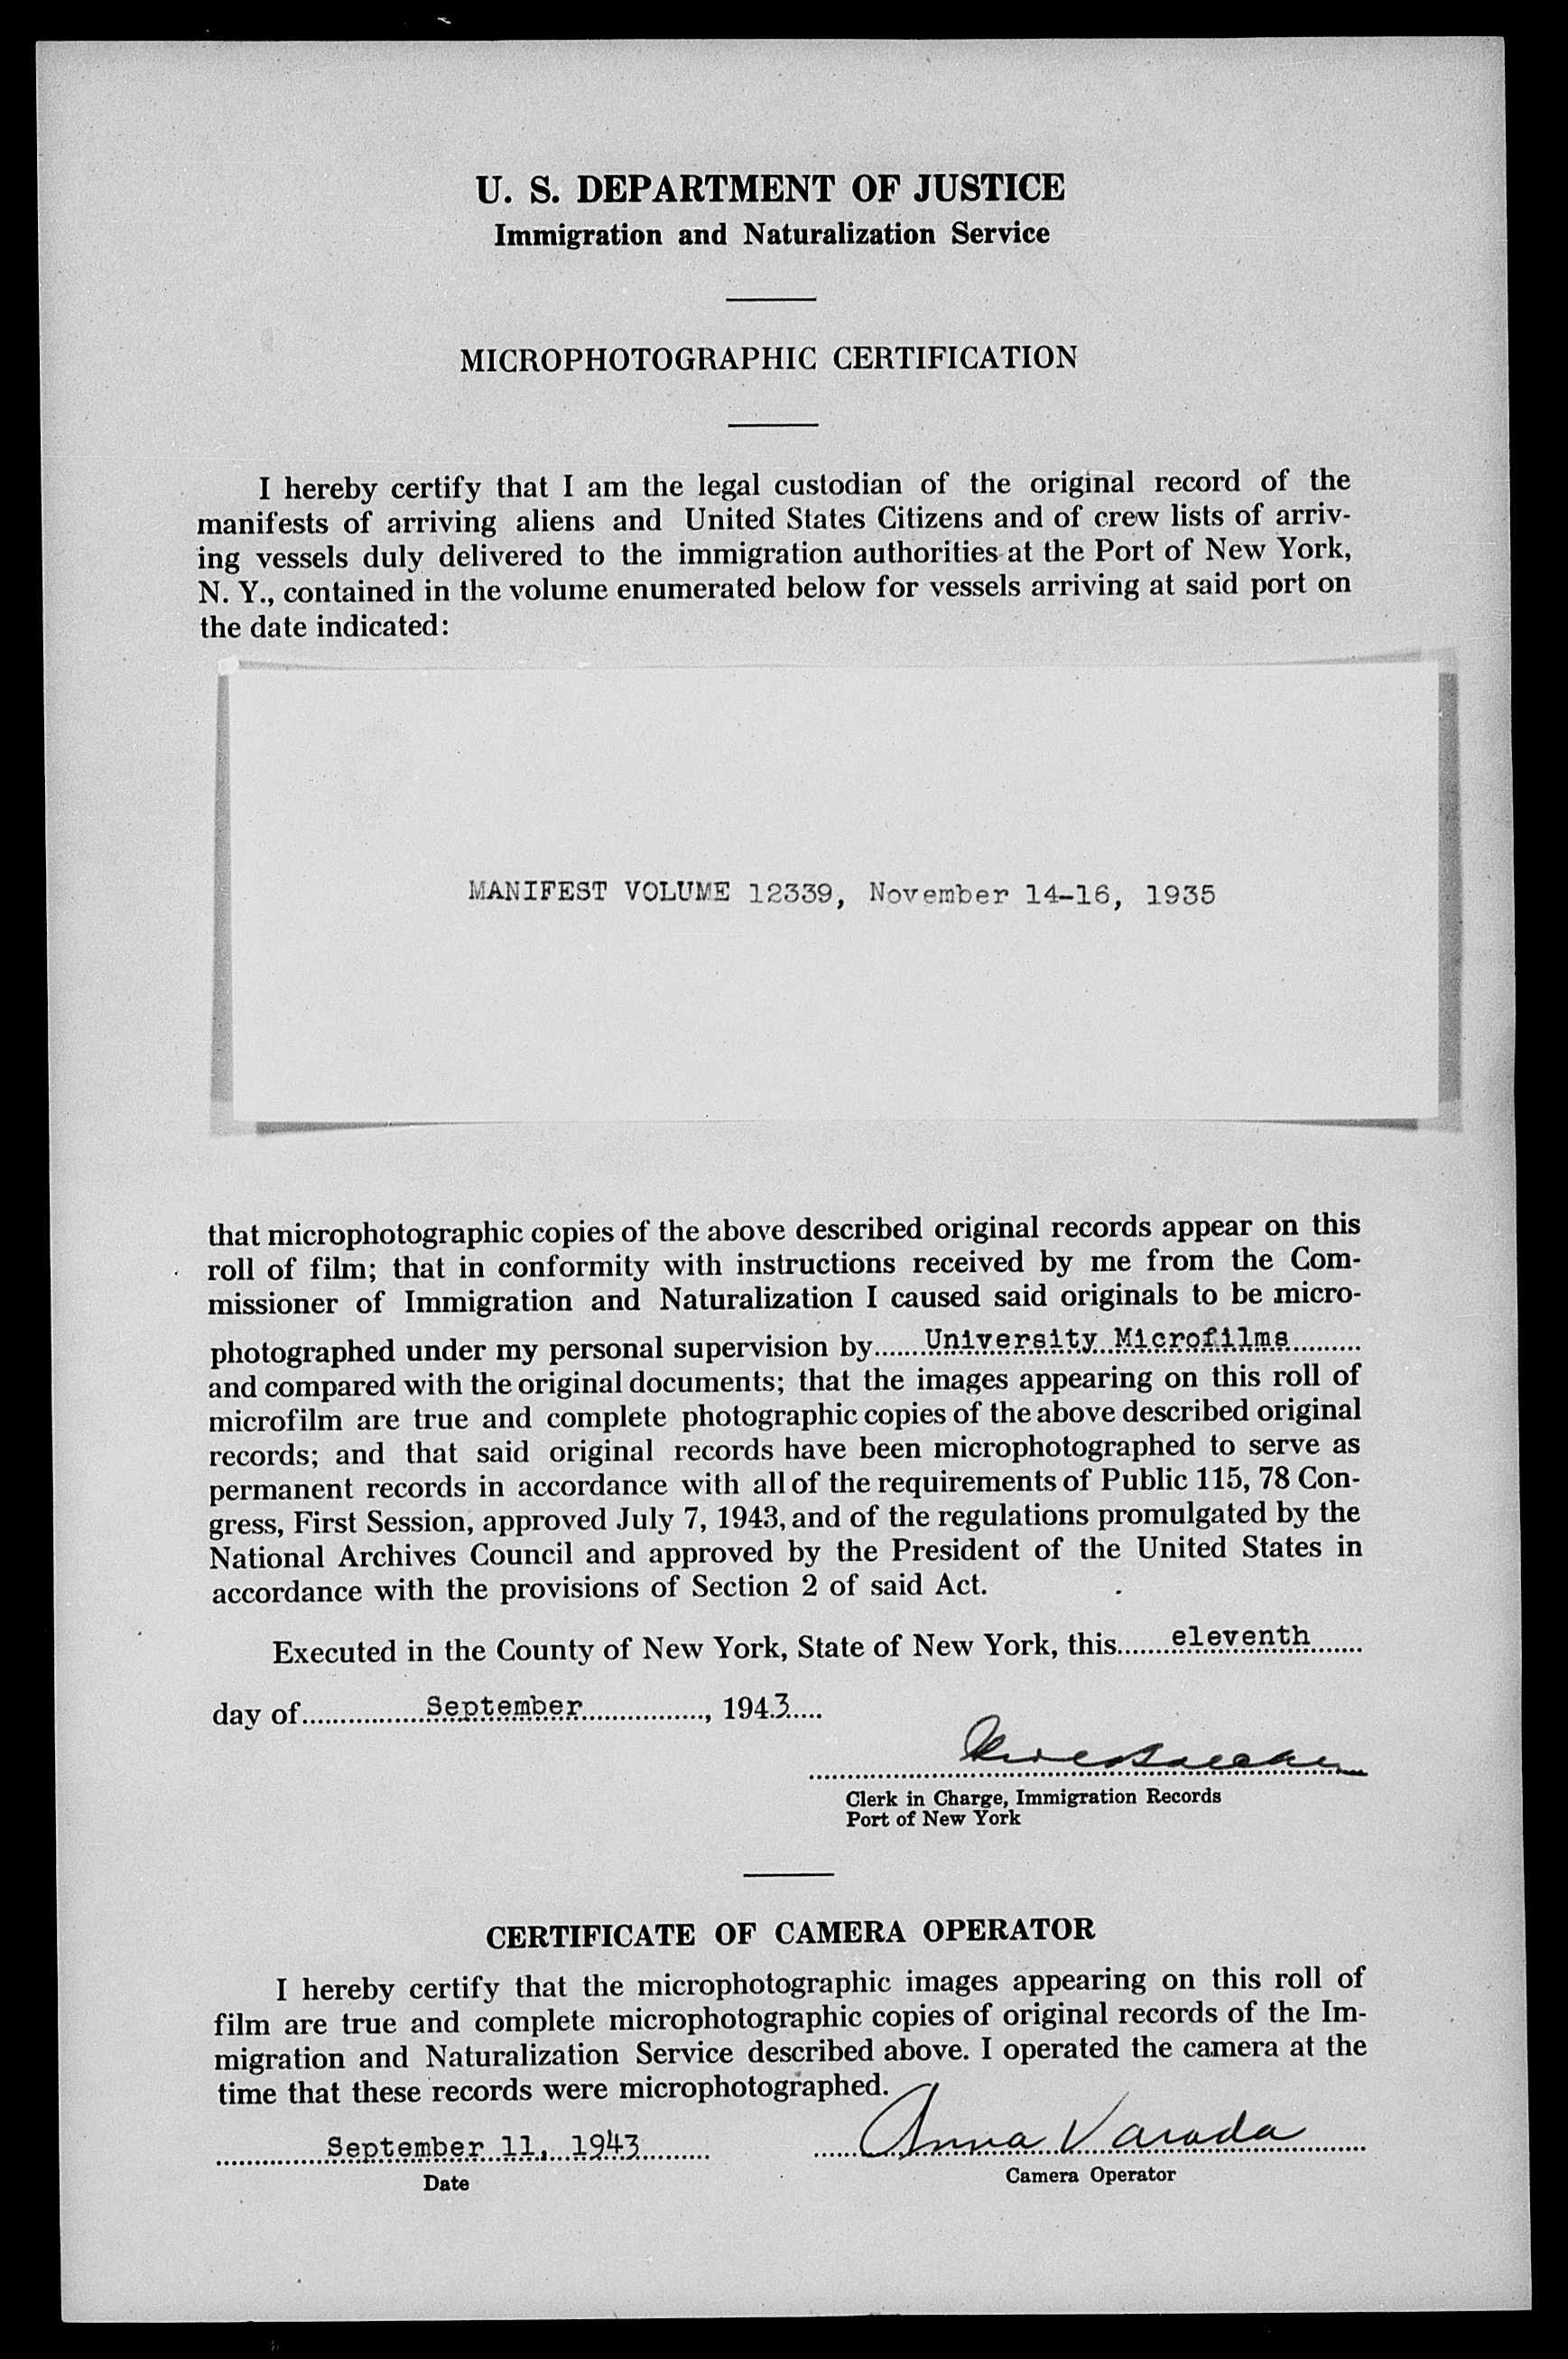 U. S. DEPARTMENT OF JUSTICE
Immigration and Naturalization Service
MICROPHOTOGRAPHIC CERTIFICATION
I hereby certify that I am the legal custodian of the original record of the
manifests of arriving aliens and United States Citizens and of crew lists of arriv-
ing vessels duly delivered to the immigration authorities at the Port of New York,
N. Y., contained in the volume enumerated below for vessels arriving at said port on
the date indicated:
MANIFEST VOLUME 12339, November 14-16, 1935
that microphotographic copies of the above described original records appear on this
roll of film; that in conformity with instructions received by me from the Com-
missioner of Immigration and Naturalization I caused said originals to be micro-
photographed under my personal supervision by......University Microfilms..........
and compared with the original documents; that the images appearing on this roll of
microfilm are true and complete photographic copies of the above described original
records; and that said original records have been microphotographed to serve as
permanent records in accordance with all of the requirements of Public 115, 78 Con-
gress, First Session, approved July 7, 1943, and of the regulations promulgated by the
National Archives Council and approved by the President of the United States in
accordance with the provisions of Section 2 of said Act.
Executed in the County of New York, State of New York, this.......eleventh......
day of................September................, 1943....
Clerk in Charge, Immigration Records
Port of New York
CERTIFICATE OF CAMERA OPERATOR
I hereby certify that the microphotographic images appearing on this roll of
film are true and complete microphotographic copies of original records of the Im-
migration and Naturalization Service described above. I operated the camera at the
time that these records were microphotographed.
September 11, 1943 Anna Varada
Date Camera Operator